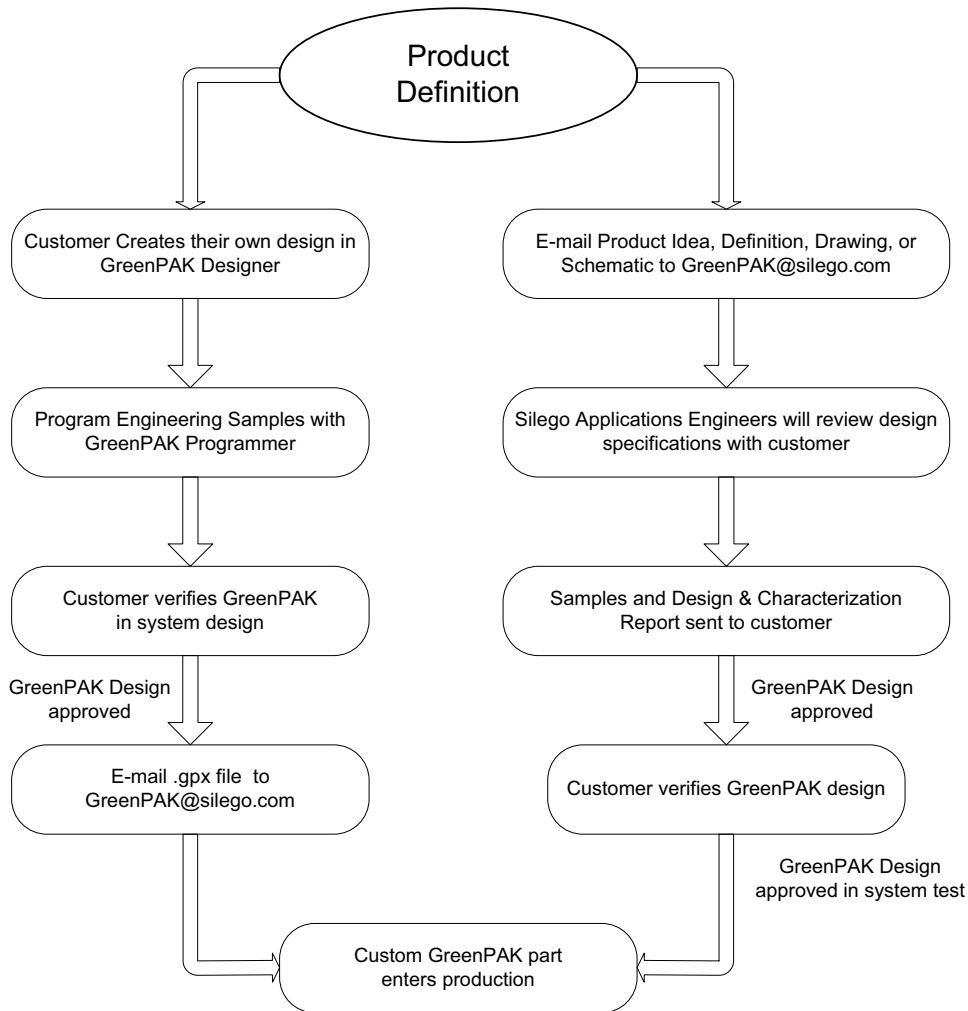 Product
Definition
Customer Creates their own design in
GreenPAK Designer
E-mail Product Idea, Definition, Drawing, or
Schematic to GreenPAK@silego.com
Program Engineering Samples with
GreenPAK Programmer
Silego Applications Engineers will review design
specifications with customer
Customer verifies GreenPAK
in system design
Samples and Design & Characterization
Report sent to customer
GreenPAK Design
approved
GreenPAK Design
approved
E-mail .gpx file to
GreenPAK@silego.com
Customer verifies GreenPAK design
GreenPAK Design
approved in system test
Custom GreenPAK part
enters production